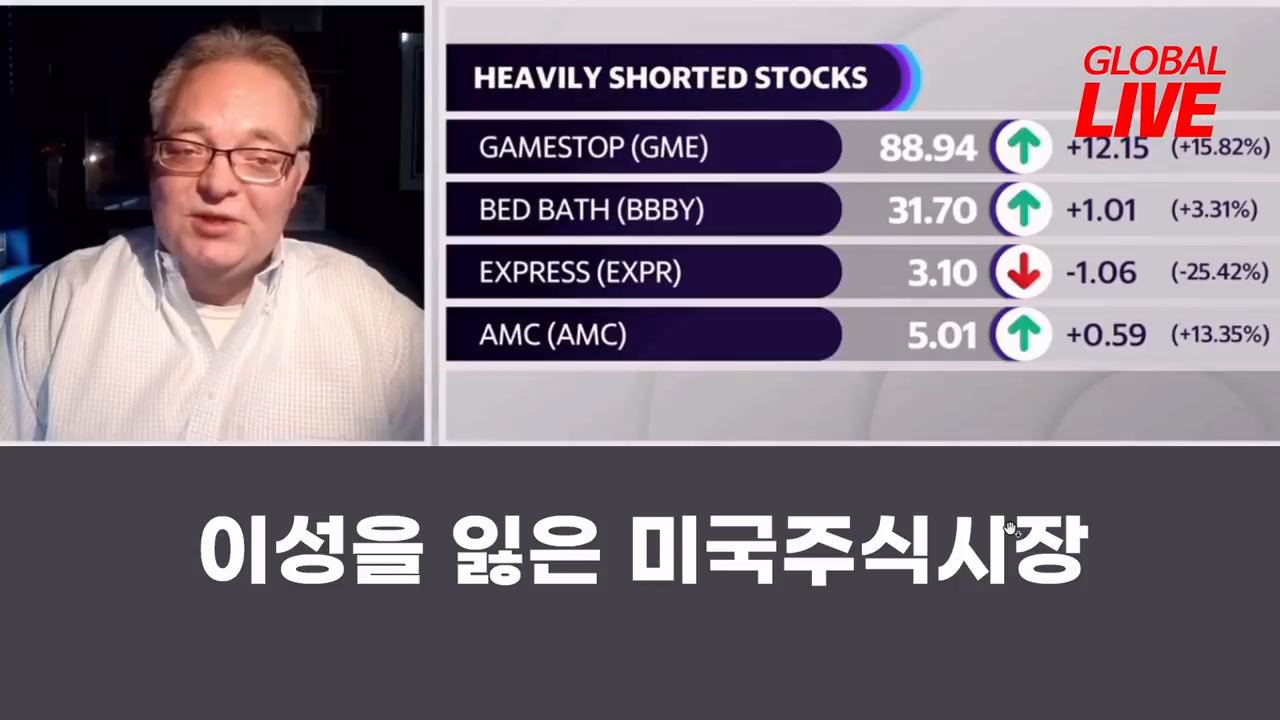 HEAVILY SHORTED STOCKS
GLOBAL
LIVE
GAMESTOP (GME) 88.94 +12.15 (+15.82%)
BED BATH (BBBY) 31.70 +1.01 (+3.31%)
EXPRESS (EXPR) 3.10 -1.06 (-25.42%)
AMC (AMC) 5.01 +0.59 (+13.35%)
이성을 잃은 미국주식시장